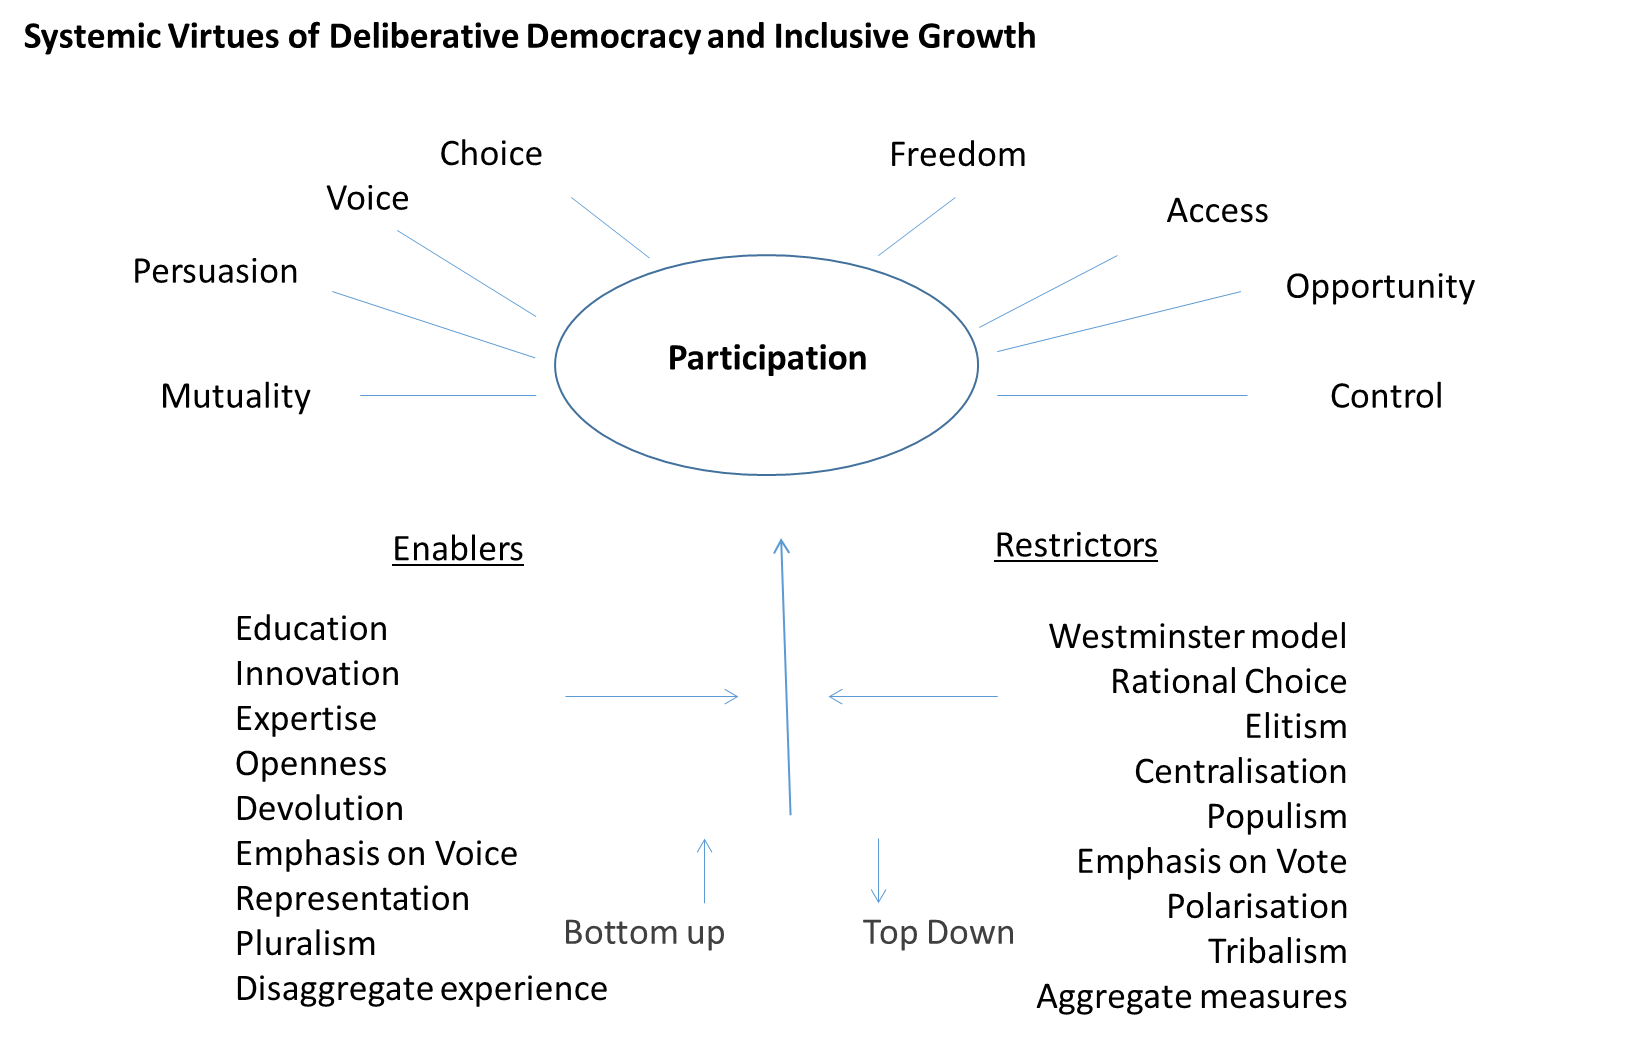 Systemic Virtues of Deliberative Democracy and Inclusive Growth
Choice
Freedom
Voice
Access
Persuasion
Opportunity
Participation
Mutuality
Control
Enablers
Education
Innovation
Expertise
Openness
Devolution
Emphasis on Voice
Representation
Pluralism
Disaggregate experience
Restrictors
Westminster model
Rational Choice
Elitism
Centralisation
Populism
Emphasis on Vote
Polarisation
Tribalism
Aggregate measures
Bottom up
Top Down